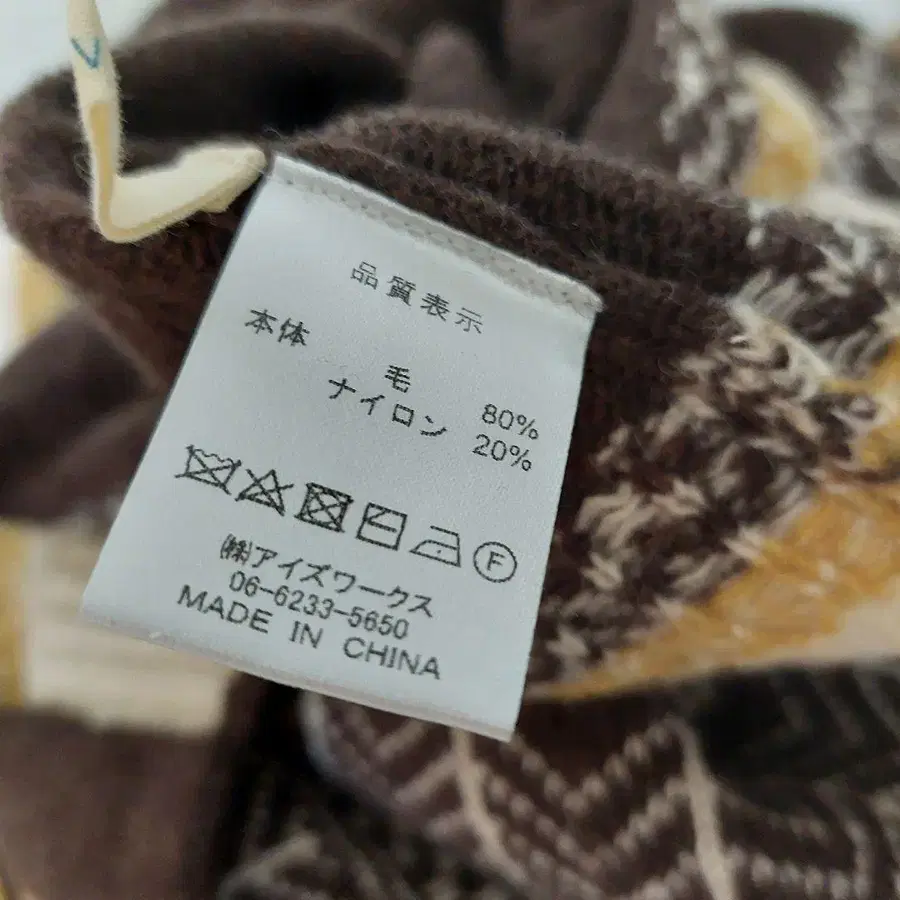 品質表示
本体
毛 80%
ナイロン 20%
F
㈱アイズワークス
06-6233-5650
MADE IN CHINA